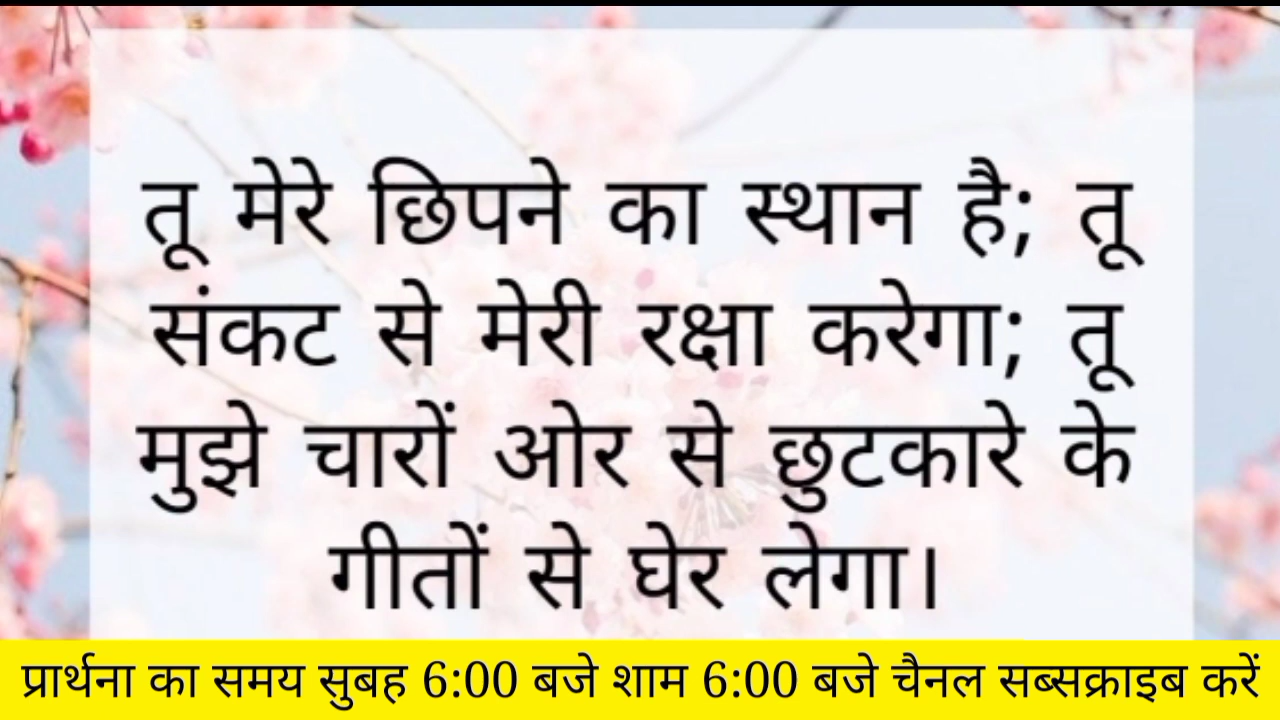 तू मेरे छिपने का स्थान है; तू
संकट से मेरी रक्षा करेगा; तू
मुझे चारों ओर से छुटकारे के
गीतों से घेर लेगा।
प्रार्थना का समय सुबह 6:00 बजे शाम 6:00 बजे चैनल सब्सक्राइब करें